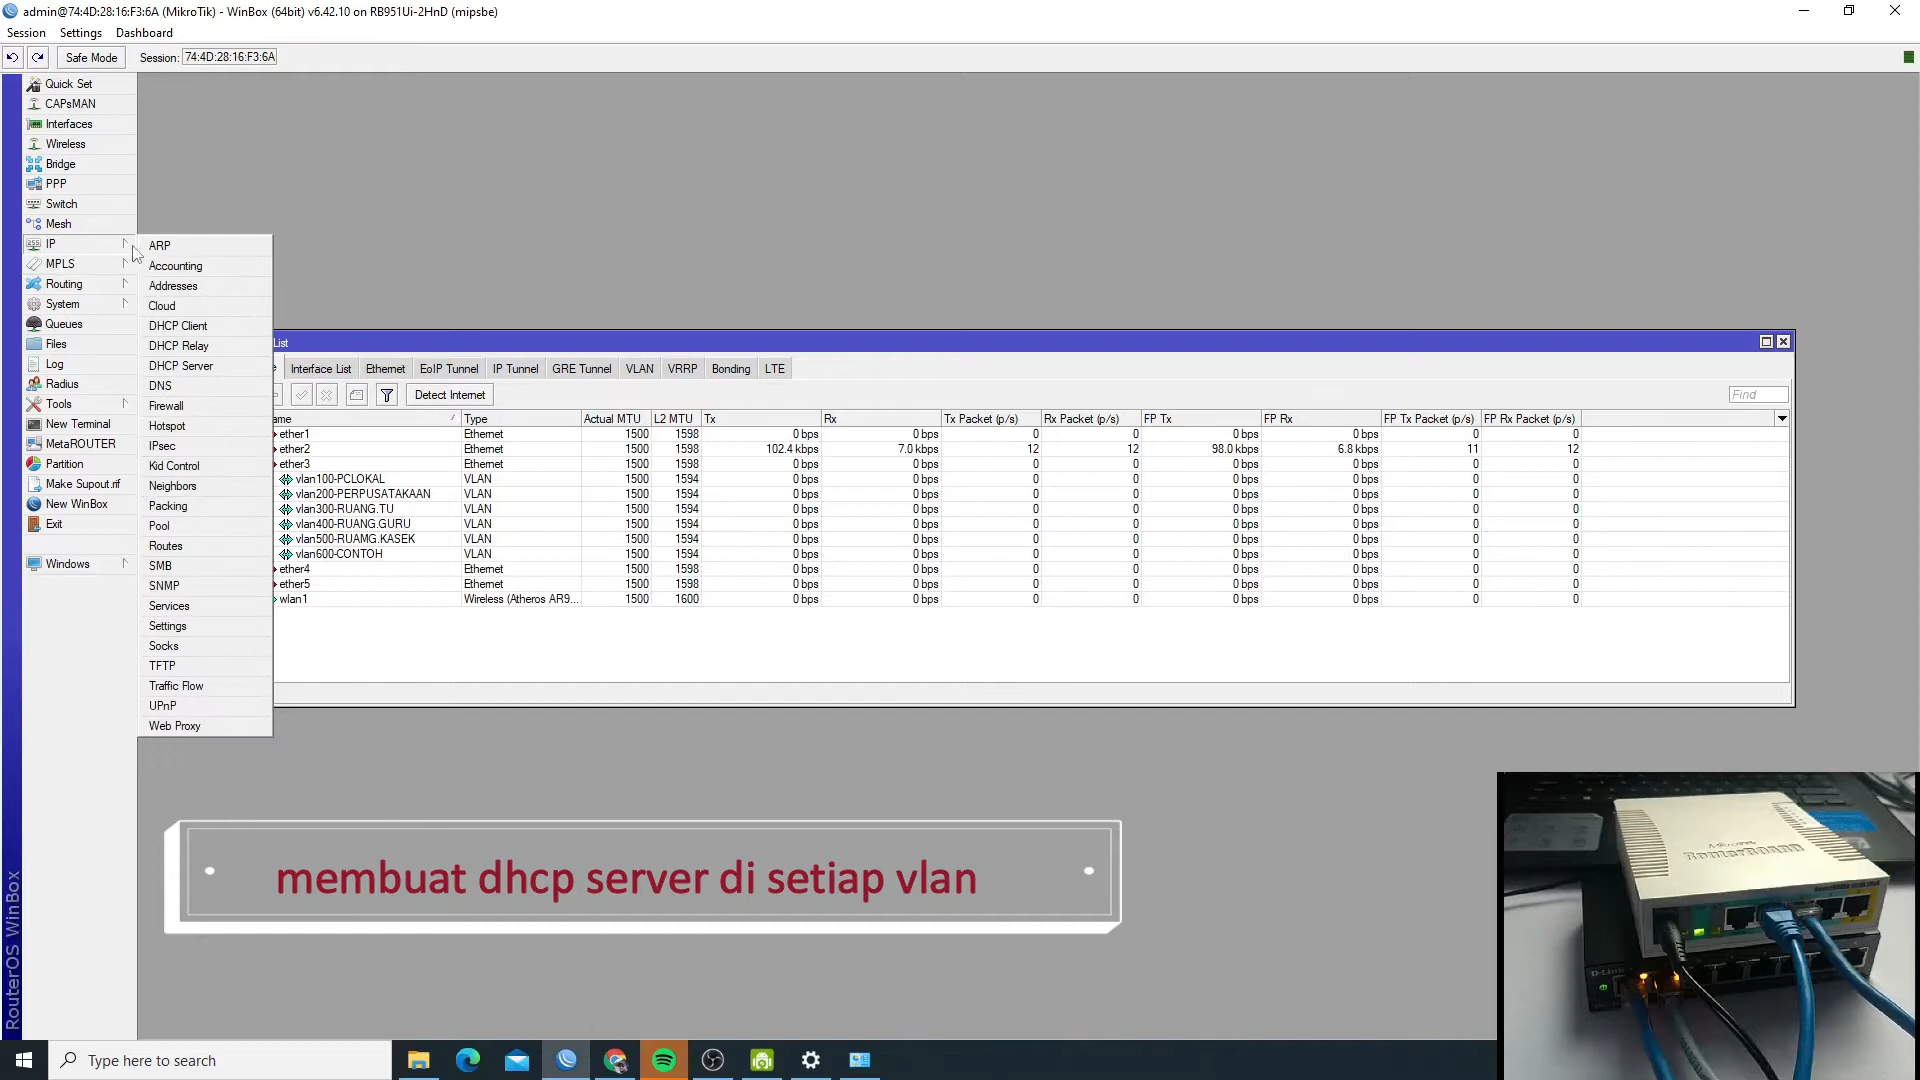 admin@74:4D:28:16:F3:6A (MikroTik) - WinBox (64bit) v6.42.10 on RB951Ui-2HnD (mipsbe)
Session Settings Dashboard
Safe Mode Session: 74:4D:28:16:F3:6A
Quick Set
CAPsMAN
Interfaces
Wireless
Bridge
PPP
Switch
Mesh
IP
MPLS
Routing
System
Queues
Files
Log
Radius
Tools
New Terminal
MetaROUTER
Partition
Make Supout.rif
New WinBox
Exit
Windows
RouterOS WinBox
ARP
Accounting
Addresses
Cloud
DHCP Client
DHCP Relay
DHCP Server
DNS
Firewall
Hotspot
IPsec
Kid Control
Neighbors
Packing
Pool
Routes
SMB
SNMP
Services
Settings
Socks
TFTP
Traffic Flow
UPnP
Web Proxy
List
Interface List Ethernet EoIP Tunnel IP Tunnel GRE Tunnel VLAN VRRP Bonding LTE
Detect Internet Find
ame Type Actual MTU L2 MTU Tx Rx Tx Packet (p/s) Rx Packet (p/s) FP Tx FP Rx FP Tx Packet (p/s) FP Rx Packet (p/s)
ether1 Ethernet 1500 1598 0 bps 0 bps 0 0 0 bps 0 bps 0 0
ether2 Ethernet 1500 1598 102.4 kbps 7.0 kbps 12 12 98.0 kbps 6.8 kbps 11 12
ether3 Ethernet 1500 1598 0 bps 0 bps 0 0 0 bps 0 bps 0 0
vlan100-PCLOKAL VLAN 1500 1594 0 bps 0 bps 0 0 0 bps 0 bps 0 0
vlan200-PERPUSATAKAAN VLAN 1500 1594 0 bps 0 bps 0 0 0 bps 0 bps 0 0
vlan300-RUANG.TU VLAN 1500 1594 0 bps 0 bps 0 0 0 bps 0 bps 0 0
vlan400-RUANG.GURU VLAN 1500 1594 0 bps 0 bps 0 0 0 bps 0 bps 0 0
vlan500-RUAMG.KASEK VLAN 1500 1594 0 bps 0 bps 0 0 0 bps 0 bps 0 0
vlan600-CONTOH VLAN 1500 1594 0 bps 0 bps 0 0 0 bps 0 bps 0 0
ether4 Ethernet 1500 1598 0 bps 0 bps 0 0 0 bps 0 bps 0 0
ether5 Ethernet 1500 1598 0 bps 0 bps 0 0 0 bps 0 bps 0 0
wlan1 Wireless (Atheros AR9... 1500 1600 0 bps 0 bps 0 0 0 bps 0 bps 0 0
membuat dhcp server di setiap vlan
RouterBOARD
D-Link
Type here to search